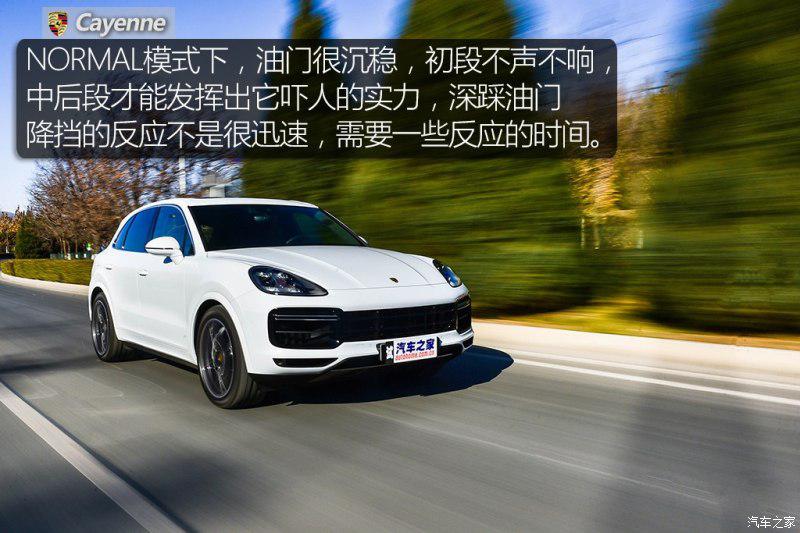 Cayenne
NORMAL模式下，油门很沉稳，初段不声不响，
中后段才能发挥出它吓人的实力，深踩油门
降挡的反应不是很迅速，需要一些反应的时间。
汽车之家
autohome.com.cn
汽车之家